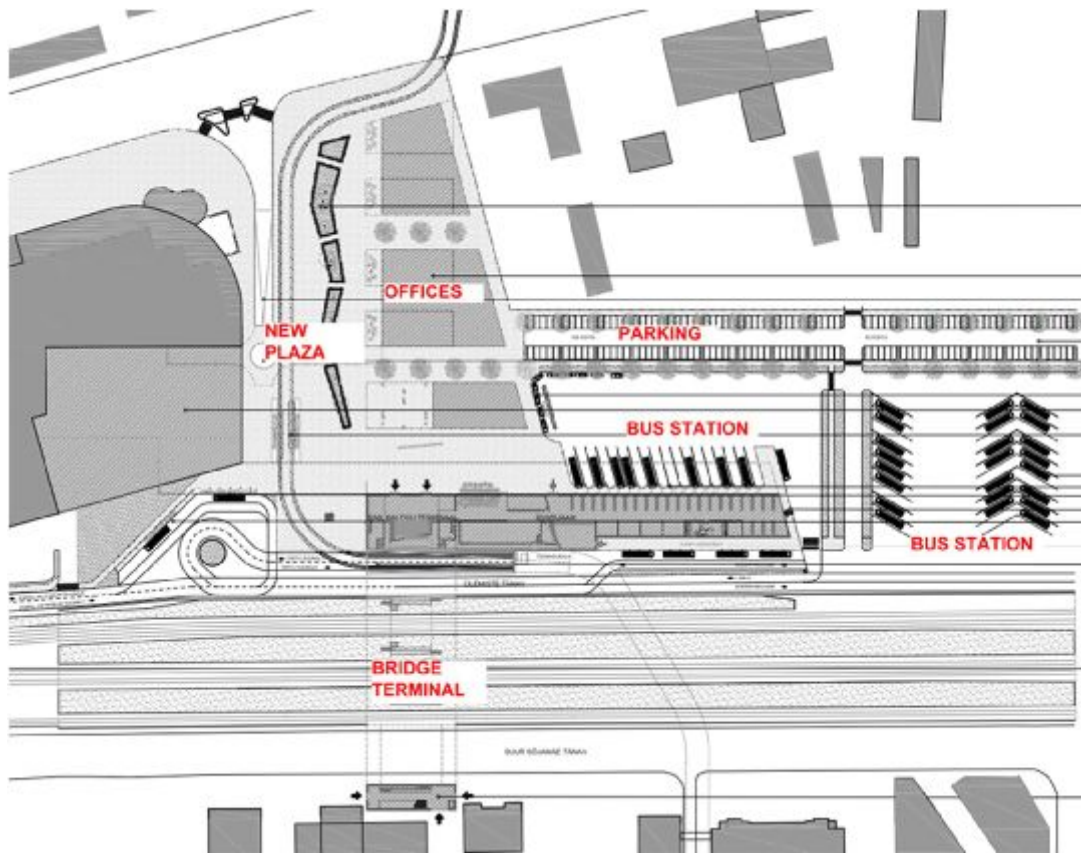 OFFICES
NEW
PLAZA
PARKING
BUS STATION
BUS STATION
ÜLEMISTE TÄNAV
BRIDGE
TERMINAL
SUUR SÕJAMÄE TÄNAV